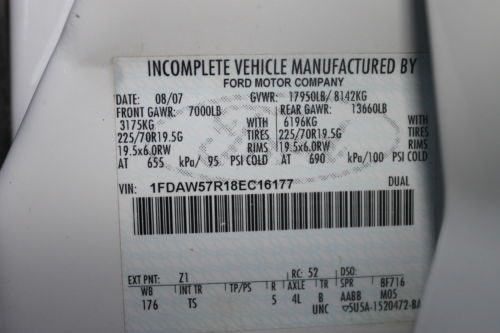 INCOMPLETE VEHICLE MANUFACTURED BY
FORD MOTOR COMPANY
DATE: 08/07 GVWR: 17950LB/ 8142KG
FRONT GAWR: 7000LB REAR GAWR: 13660LB
3175KG WITH 6196KG WITH
225/70R19.5G TIRES 225/70R19.5G TIRES
19.5x6.0RW RIMS 19.5x6.0RW RIMS
AT 655 kPa/ 95 PSI COLD AT 690 kPa/100 PSI COLD
VIN: 1FDAW57R18EC16177 DUAL
EXT PNT: Z1 RC: 52 DSO:
WB INT TR TP/PS R AXLE TR SPR 8F716
176 TS 5 4L B AABB M05
UNC 5U5A-1520472-BA